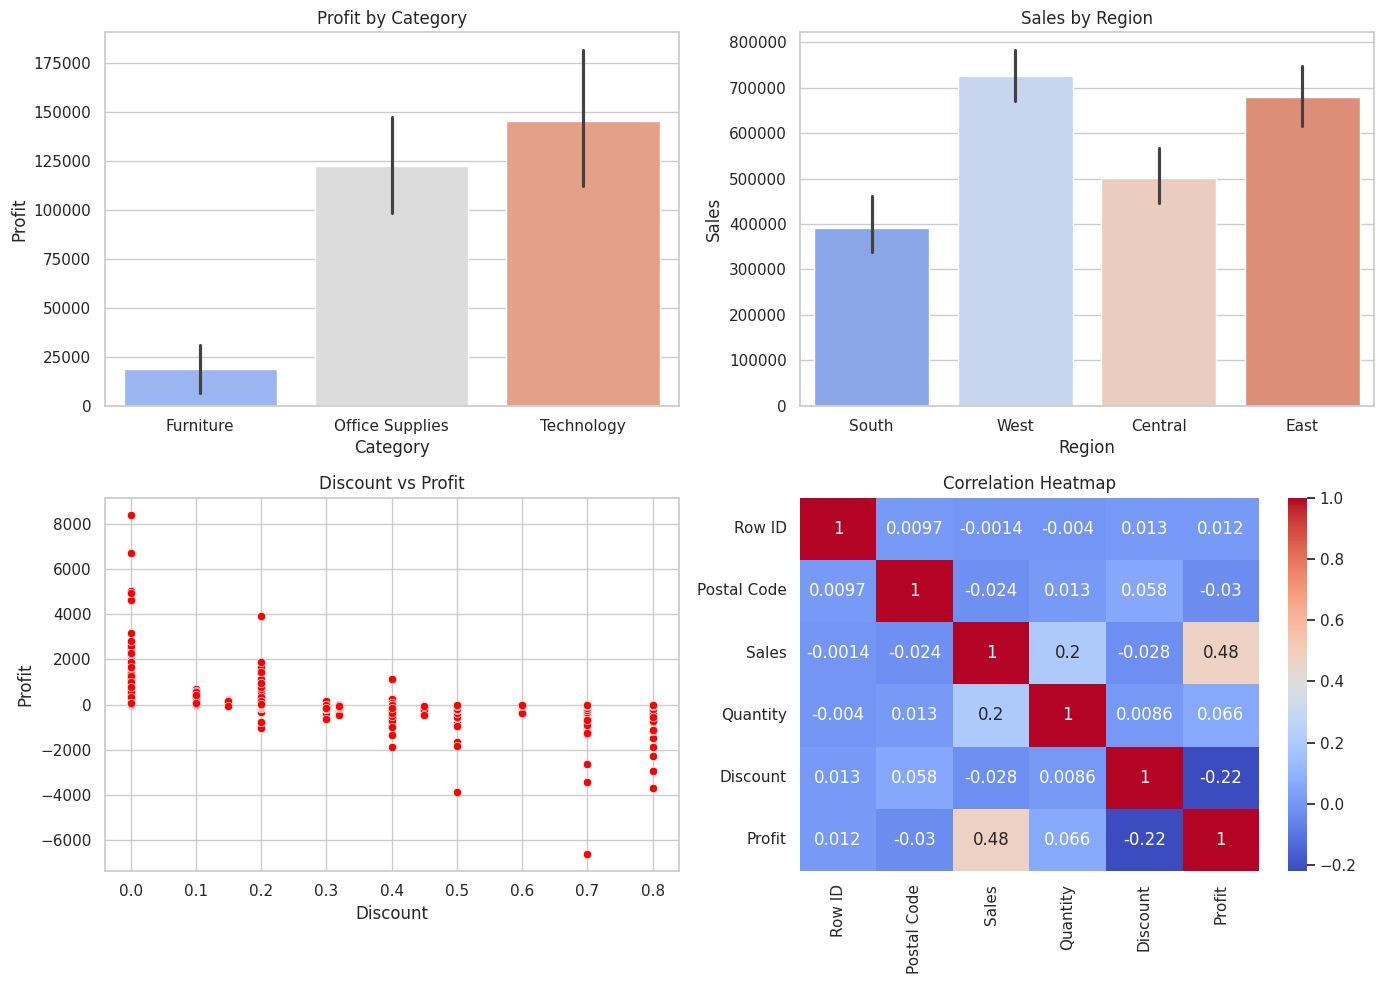 Profit by Category
Profit
175000
150000
125000
100000
75000
50000
25000
0
Furniture Office Supplies Technology
Category
Sales by Region
Sales
800000
700000
600000
500000
400000
300000
200000
100000
0
South West Central East
Region
Discount vs Profit
Profit
8000
6000
4000
2000
0
−2000
−4000
−6000
0.0 0.1 0.2 0.3 0.4 0.5 0.6 0.7 0.8
Discount
Correlation Heatmap
Row ID 1 0.0097 -0.0014 -0.004 0.013 0.012
Postal Code 0.0097 1 -0.024 0.013 0.058 -0.03
Sales -0.0014 -0.024 1 0.2 -0.028 0.48
Quantity -0.004 0.013 0.2 1 0.0086 0.066
Discount 0.013 0.058 -0.028 0.0086 1 -0.22
Profit 0.012 -0.03 0.48 0.066 -0.22 1
Row ID Postal Code Sales Quantity Discount Profit
1.0
0.8
0.6
0.4
0.2
0.0
−0.2